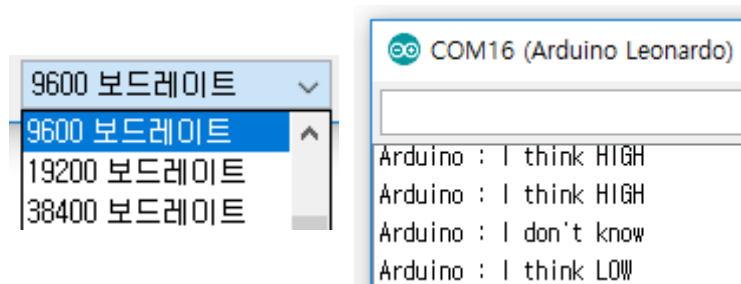 9600 보드레이트
9600 보드레이트
19200 보드레이트
38400 보드레이트
COM16 (Arduino Leonardo)
Arduino : I think HIGH
Arduino : I think HIGH
Arduino : I don't know
Arduino : I think LOW